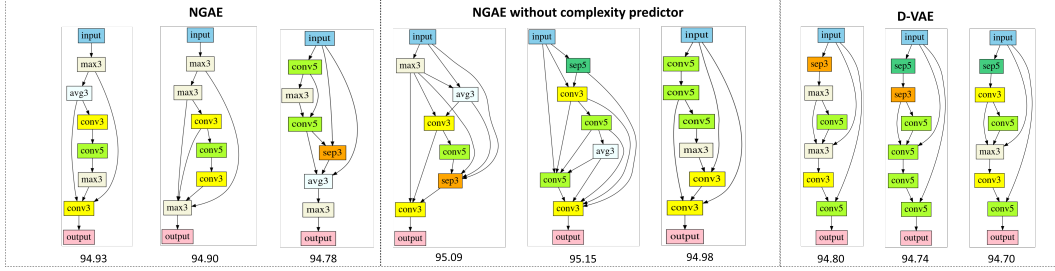 NGAE
NGAE without complexity predictor
D-VAE
input
max3
avg3
conv3
conv5
max3
conv3
output
94.93
input
max3
max3
conv3
conv5
conv3
max3
output
94.90
input
conv5
max3
conv5
sep3
avg3
max3
output
94.78
input
max3
avg3
conv3
conv5
sep3
conv3
output
95.09
input
sep5
conv3
conv5
avg3
conv5
conv3
output
95.15
input
conv5
conv5
conv5
max3
conv3
conv3
output
94.98
input
sep3
max3
conv5
max3
conv3
conv5
output
94.80
input
sep5
sep3
conv5
conv5
conv5
conv5
output
94.74
input
sep5
conv3
conv5
max3
conv3
conv5
output
94.70